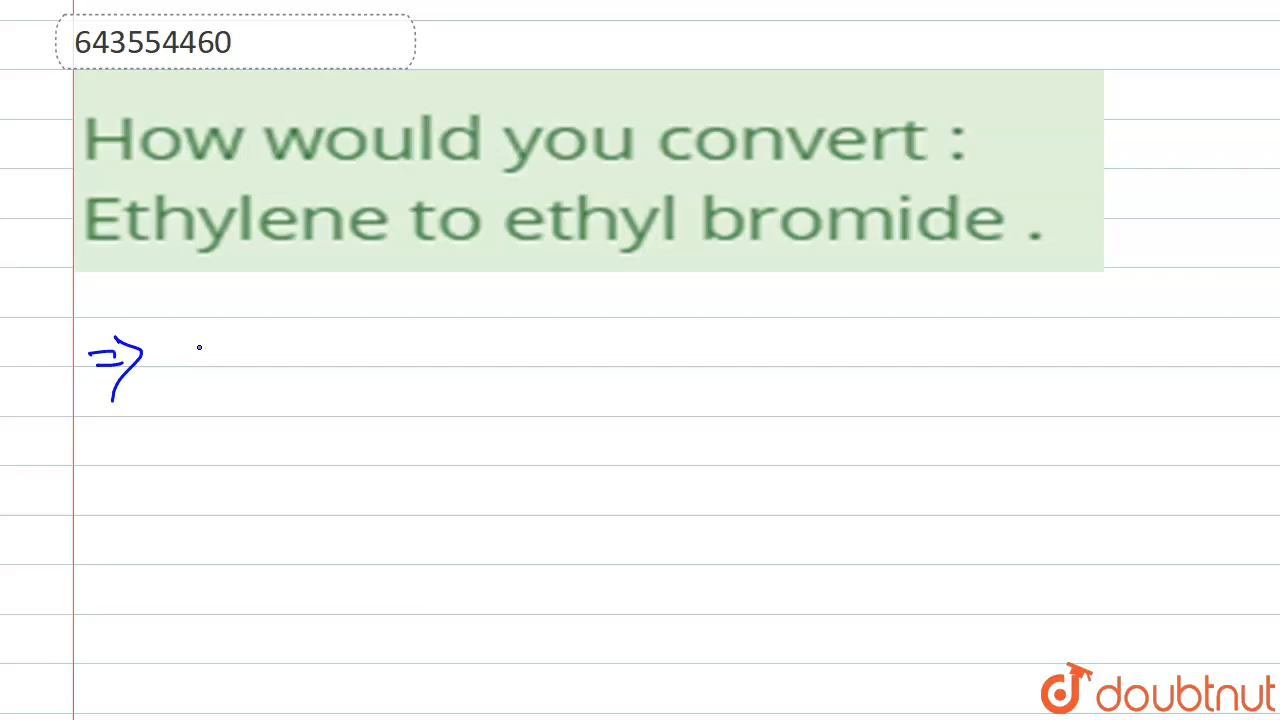 643554460
How would you convert :
Ethylene to ethyl bromide .
⇒
doubtnut